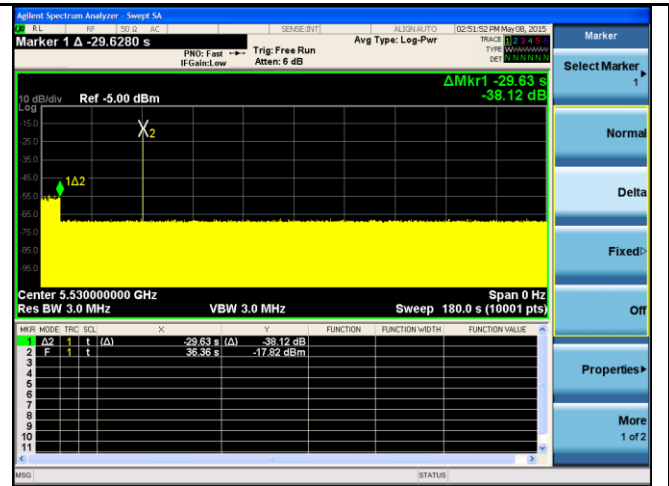 Agilent Spectrum Analyzer - Swept SA
RL RF 50 Ω AC SENSE:INT ALIGN AUTO 02:51:52 PM May 08, 2015
Marker 1 Δ -29.6280 s
PNO: Fast Trig: Free Run
IFGain:Low Atten: 6 dB
Avg Type: Log-Pwr
TRACE 1 2 3 4 5 6
TYPE WWWWWW
DET N N N N N N
ΔMkr1 -29.63 s
-38.12 dB
10 dB/div Ref -5.00 dBm
Log
-15.0
-25.0
-35.0
-45.0
-55.0
-65.0
-75.0
-85.0
-95.0
X2
1Δ2
Center 5.530000000 GHz Span 0 Hz
Res BW 3.0 MHz VBW 3.0 MHz Sweep 180.0 s (10001 pts)
MKR MODE TRC SCL X Y FUNCTION FUNCTION WIDTH FUNCTION VALUE
1 Δ2 1 t (Δ) -29.63 s (Δ) -38.12 dB
2 F 1 t 36.36 s -17.82 dBm
3
4
5
6
7
8
9
10
11
MSG STATUS
Marker
Select Marker
1
Normal
Delta
Fixed
Off
Properties
More
1 of 2